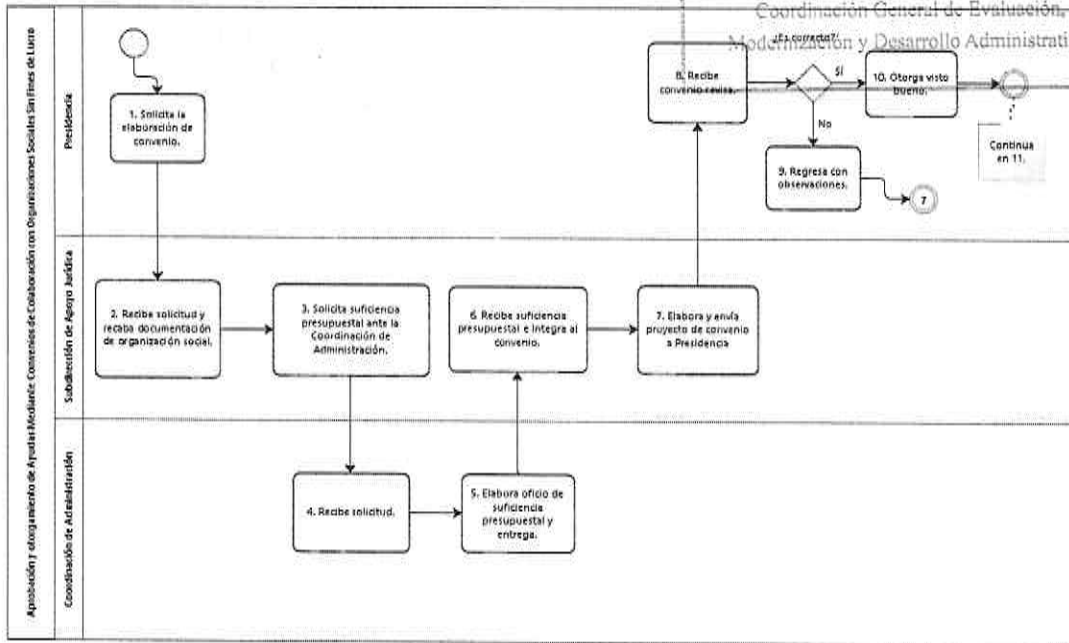 Coordinación General de Evaluación,
Modernización y Desarrollo Administrati
Aprobación y otorgamiento de Ayudas Mediante Convenios de Colaboración con Organizaciones Sociales Sin Fines de Lucro
Presidencia
1. Solicita la
elaboración de
convenio.
8. Recibe
convenio revisa.
¿Es correcto?
Sí
No
10. Otorga visto
bueno.
Continua
en 11.
9. Regresa con
observaciones.
7
Subdirección de Apoyo Jurídica
2. Recibe solicitud y
recaba documentación
de organización social.
3. Solicita suficiencia
presupuestal ante la
Coordinación de
Administración.
6. Recibe suficiencia
presupuestal e integra al
convenio.
7. Elabora y envía
proyecto de convenio
a Presidencia
Coordinación de Administración
4. Recibe solicitud.
5. Elabora oficio de
suficiencia
presupuestal y
entrega.